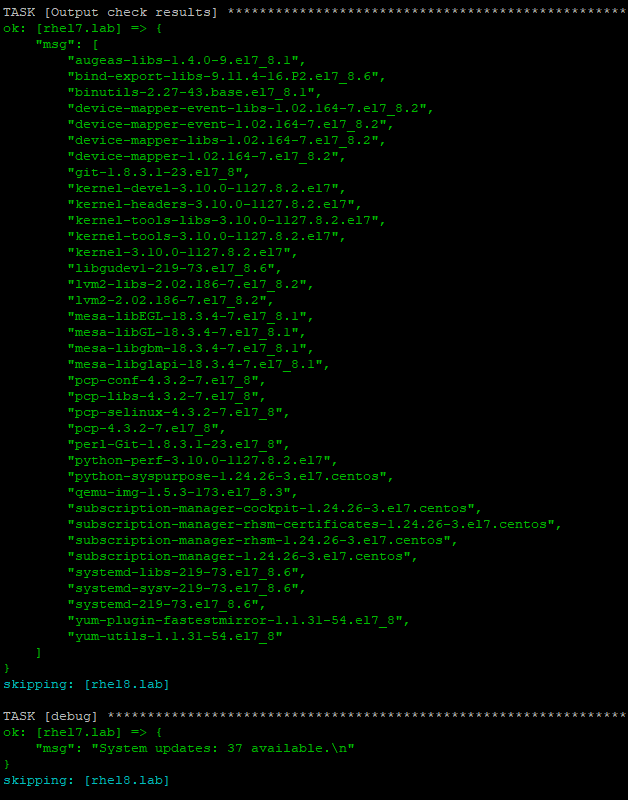 TASK [Output check results] *****************************************************
ok: [rhel7.lab] => {
    "msg": [
        "augeas-libs-1.4.0-9.el7_8.1",
        "bind-export-libs-9.11.4-16.P2.el7_8.6",
        "binutils-2.27-43.base.el7_8.1",
        "device-mapper-event-libs-1.02.164-7.el7_8.2",
        "device-mapper-event-1.02.164-7.el7_8.2",
        "device-mapper-libs-1.02.164-7.el7_8.2",
        "device-mapper-1.02.164-7.el7_8.2",
        "git-1.8.3.1-23.el7_8",
        "kernel-devel-3.10.0-1127.8.2.el7",
        "kernel-headers-3.10.0-1127.8.2.el7",
        "kernel-tools-libs-3.10.0-1127.8.2.el7",
        "kernel-tools-3.10.0-1127.8.2.el7",
        "kernel-3.10.0-1127.8.2.el7",
        "libgudev1-219-73.el7_8.6",
        "lvm2-libs-2.02.186-7.el7_8.2",
        "lvm2-2.02.186-7.el7_8.2",
        "mesa-libEGL-18.3.4-7.el7_8.1",
        "mesa-libGL-18.3.4-7.el7_8.1",
        "mesa-libgbm-18.3.4-7.el7_8.1",
        "mesa-libglapi-18.3.4-7.el7_8.1",
        "pcp-conf-4.3.2-7.el7_8",
        "pcp-libs-4.3.2-7.el7_8",
        "pcp-selinux-4.3.2-7.el7_8",
        "pcp-4.3.2-7.el7_8",
        "perl-Git-1.8.3.1-23.el7_8",
        "python-perf-3.10.0-1127.8.2.el7",
        "python-syspurpose-1.24.26-3.el7.centos",
        "qemu-img-1.5.3-173.el7_8.3",
        "subscription-manager-cockpit-1.24.26-3.el7.centos",
        "subscription-manager-rhsm-certificates-1.24.26-3.el7.centos",
        "subscription-manager-rhsm-1.24.26-3.el7.centos",
        "subscription-manager-1.24.26-3.el7.centos",
        "systemd-libs-219-73.el7_8.6",
        "systemd-sysv-219-73.el7_8.6",
        "systemd-219-73.el7_8.6",
        "yum-plugin-fastestmirror-1.1.31-54.el7_8",
        "yum-utils-1.1.31-54.el7_8"
    ]
}
skipping: [rhel8.lab]
TASK [debug] *****************************************************************
ok: [rhel7.lab] => {
    "msg": "System updates: 37 available.\n"
}
skipping: [rhel8.lab]